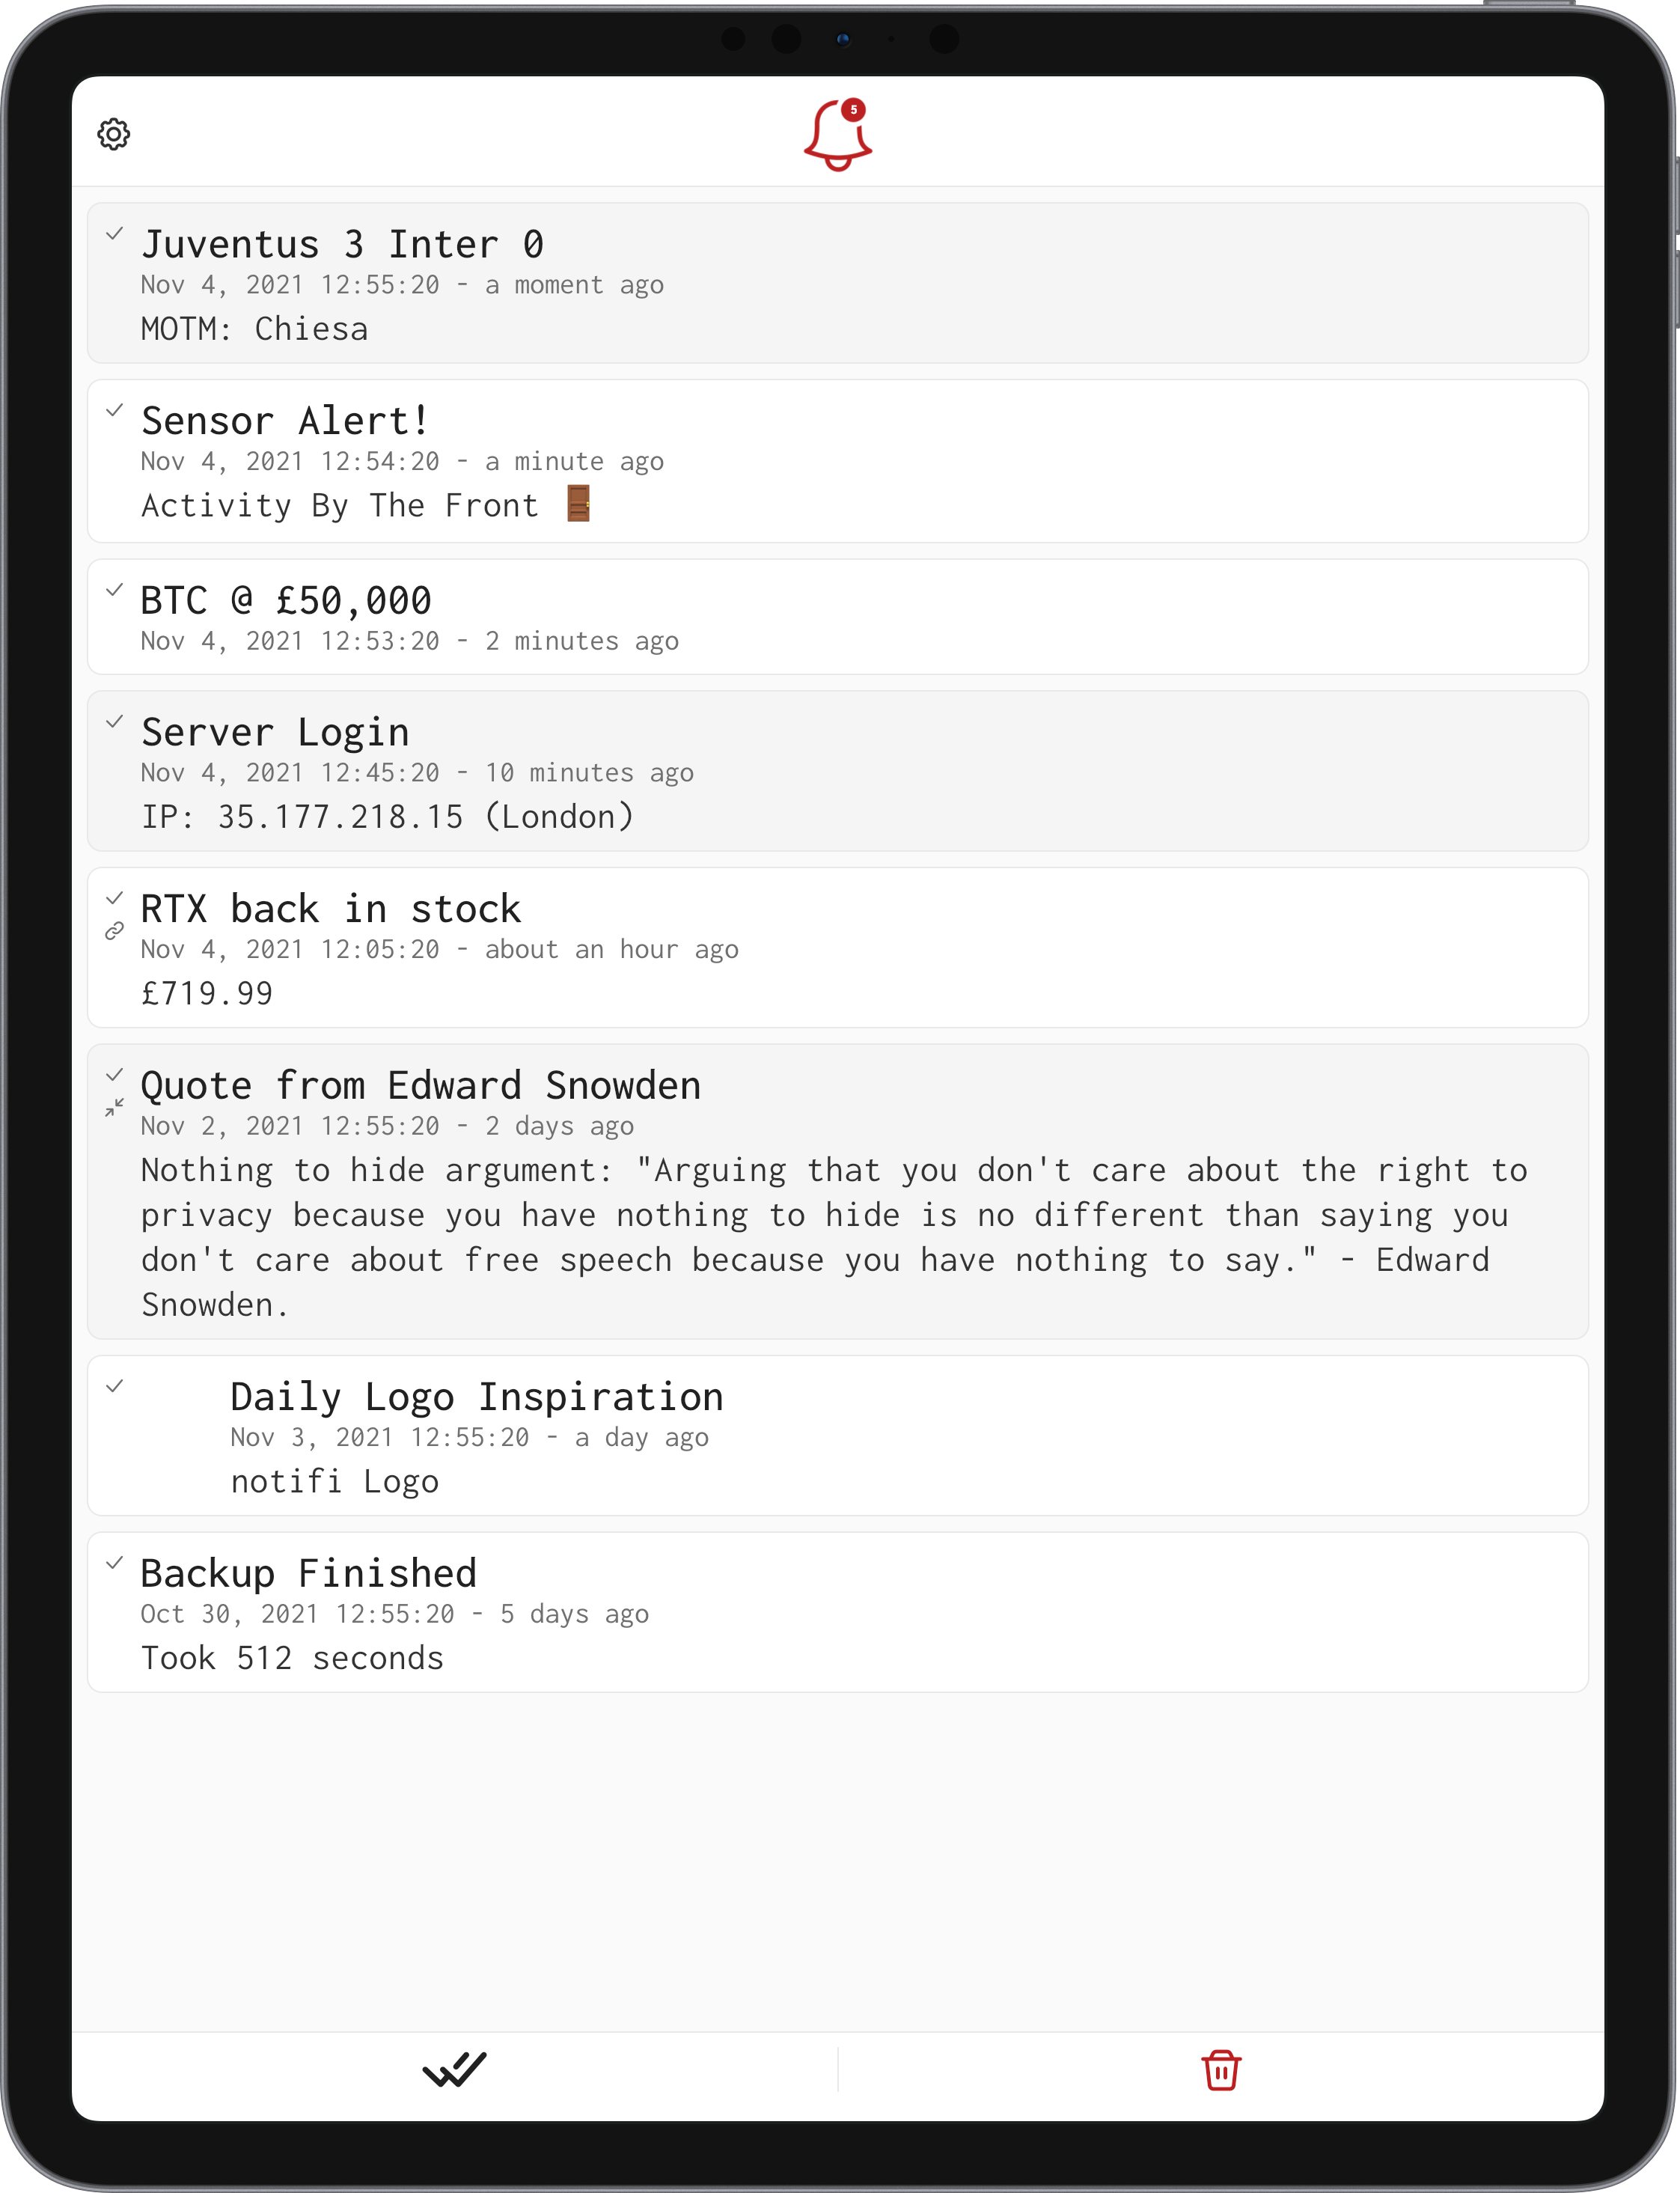 5
Juventus 3 Inter 0
Nov 4, 2021 12:55:20 - a moment ago
MOTM: Chiesa
Sensor Alert!
Nov 4, 2021 12:54:20 - a minute ago
Activity By The Front 🚪
BTC @ £50,000
Nov 4, 2021 12:53:20 - 2 minutes ago
Server Login
Nov 4, 2021 12:45:20 - 10 minutes ago
IP: 35.177.218.15 (London)
RTX back in stock
Nov 4, 2021 12:05:20 - about an hour ago
£719.99
Quote from Edward Snowden
Nov 2, 2021 12:55:20 - 2 days ago
Nothing to hide argument: "Arguing that you don't care about the right to
privacy because you have nothing to hide is no different than saying you
don't care about free speech because you have nothing to say." - Edward
Snowden.
Daily Logo Inspiration
Nov 3, 2021 12:55:20 - a day ago
notifi Logo
Backup Finished
Oct 30, 2021 12:55:20 - 5 days ago
Took 512 seconds